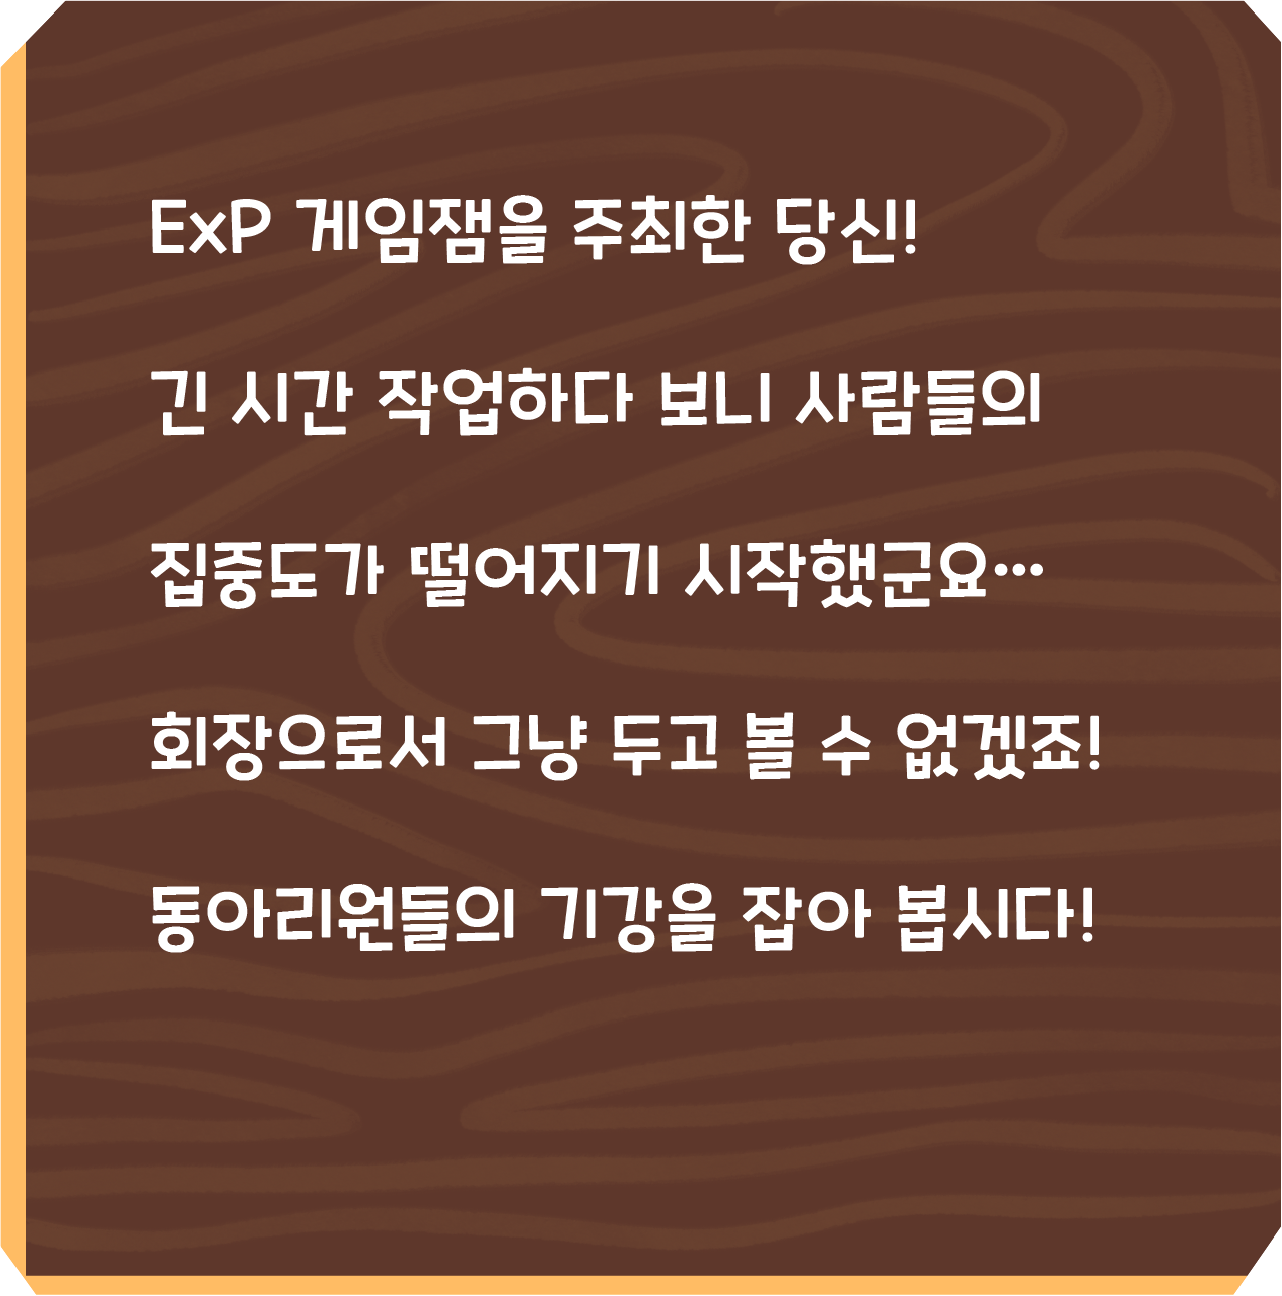 ExP 게임잼을 주최한 당신!
긴 시간 작업하다 보니 사람들의
집중도가 떨어지기 시작했군요…
회장으로서 그냥 두고 볼 수 없겠죠!
동아리원들의 기강을 잡아 봅시다!